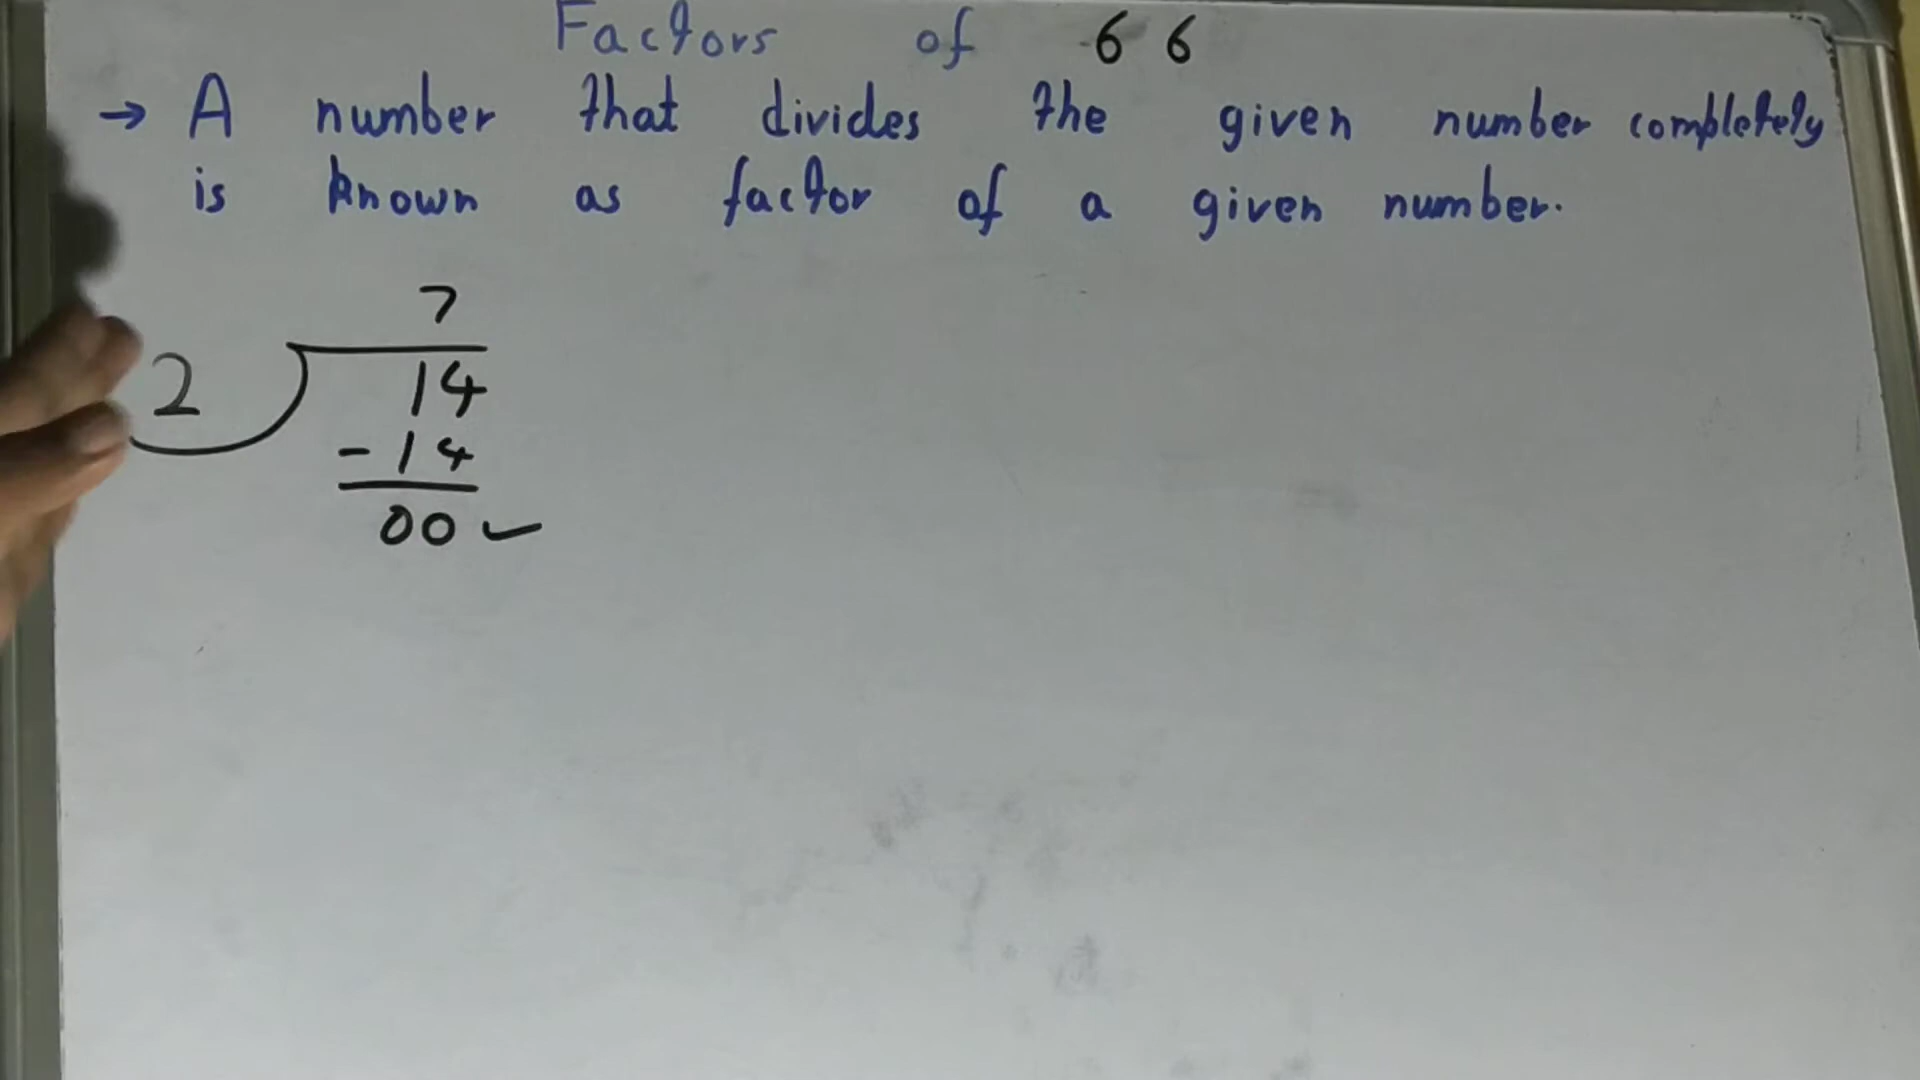 Factors of 66
→ A number that divides the given number completely
is known as factor of a given number.
7
2 14
-14
00 ✓